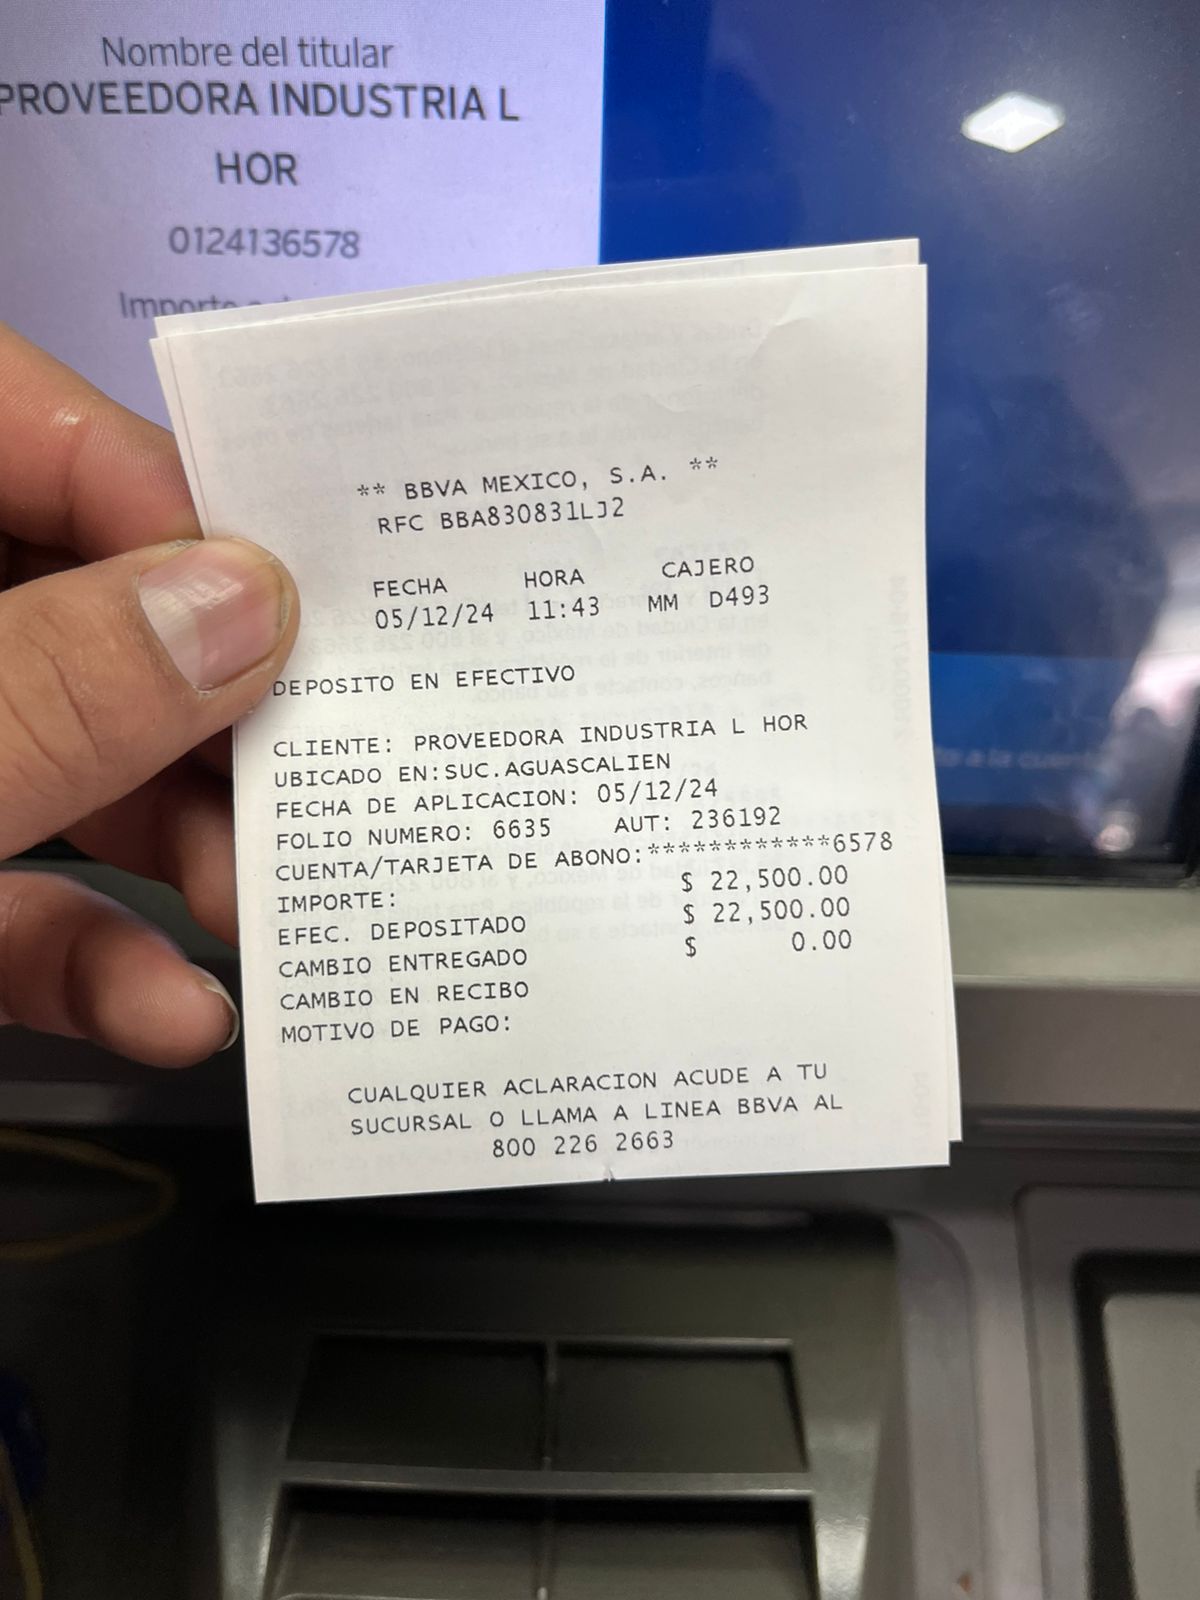 Nombre del titular
PROVEEDORA INDUSTRIA L
HOR
0124136578
Importe
** BBVA MEXICO, S.A. **
RFC BBA830831LJ2
FECHA HORA CAJERO
05/12/24 11:43 MM D493
DEPOSITO EN EFECTIVO
CLIENTE: PROVEEDORA INDUSTRIA L HOR
UBICADO EN:SUC.AGUASCALIEN
FECHA DE APLICACION: 05/12/24
FOLIO NUMERO: 6635 AUT: 236192
CUENTA/TARJETA DE ABONO:************6578
IMPORTE: $ 22,500.00
EFEC. DEPOSITADO $ 22,500.00
CAMBIO ENTREGADO $ 0.00
CAMBIO EN RECIBO
MOTIVO DE PAGO:
CUALQUIER ACLARACION ACUDE A TU
SUCURSAL O LLAMA A LINEA BBVA AL
800 226 2663